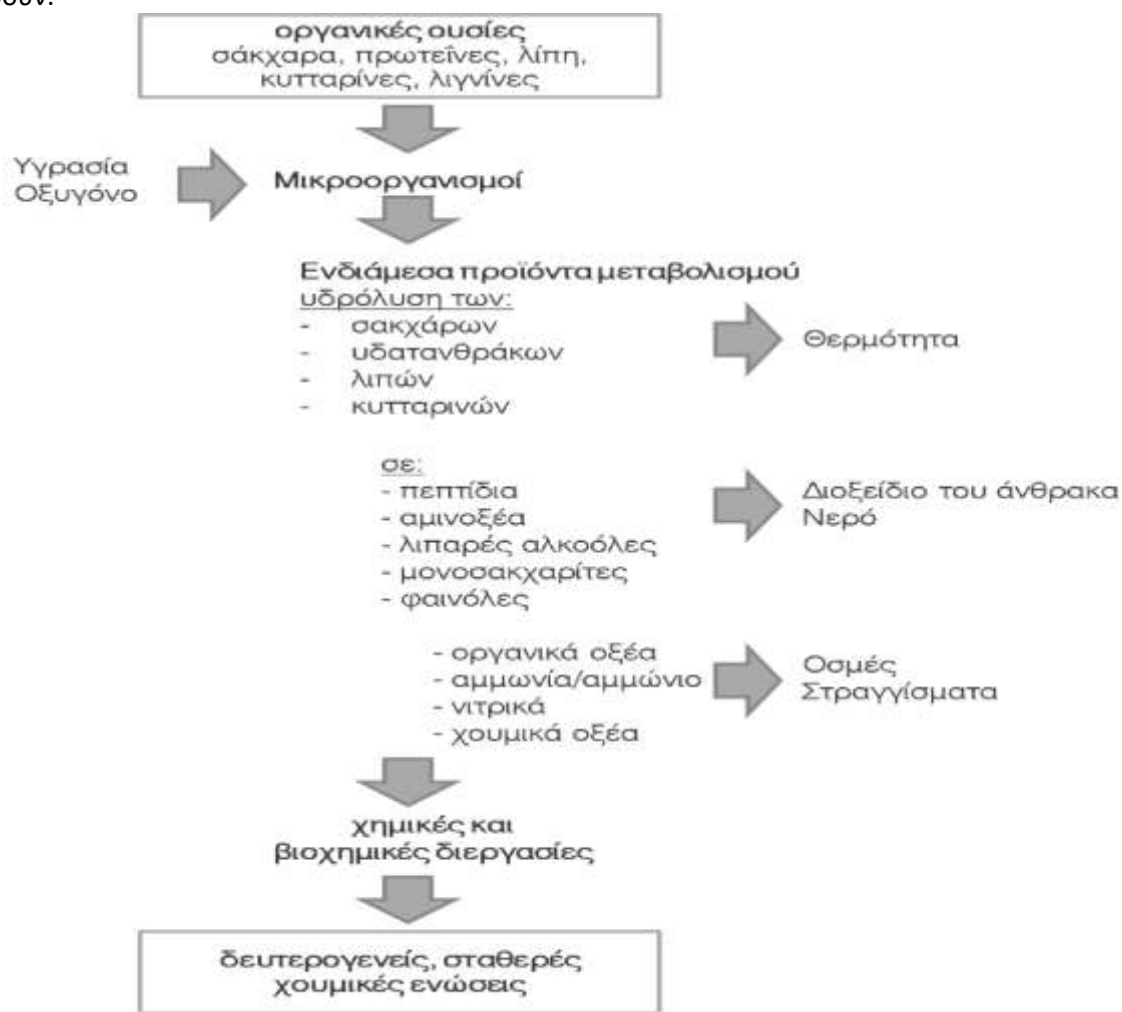 οργανικές ουσίες
σάκχαρα, πρωτεΐνες, λίπη,
κυτταρίνες, λιγνίνες
Υγρασία
Οξυγόνο
Μικροοργανισμοί
Ενδιάμεσα προϊόντα μεταβολισμού
υδρόλυση των:
- σακχάρων
- υδατανθράκων
- λιπών
- κυτταρινών
Θερμότητα
σε:
- πεπτίδια
- αμινοξέα
- λιπαρές αλκοόλες
- μονοσακχαρίτες
- φαινόλες
Διοξείδιο του άνθρακα
Νερό
- οργανικά οξέα
- αμμωνία/αμμώνιο
- νιτρικά
- χουμικά οξέα
Οσμές
Στραγγίσματα
χημικές και
βιοχημικές διεργασίες
δευτερογενείς, σταθερές
χουμικές ενώσεις